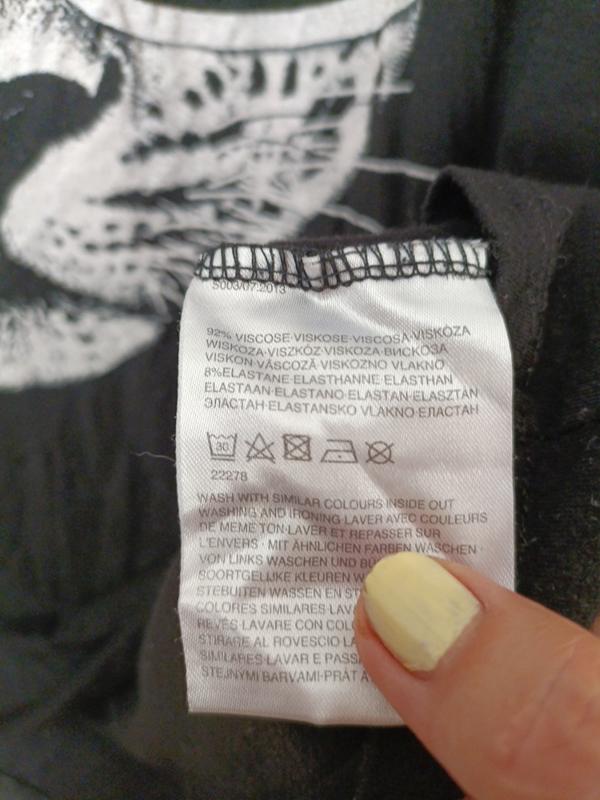 S003/07.2013
92% VISCOSE·VISKOSE·VISCOSA·VISKÓZA
WISKOZA·VISZKÓZ·VISKOZA·ВИСКОЗА
VISKON·VÂSCOZĂ·VISKOZNO VLAKNO
8%ELASTANE·ELASTHANNE·ELASTHAN
ELASTAAN·ELASTANO·ELASTAN·ELASZTÁN
ЭЛАСТАН·ELASTANSKO VLAKNO·ЕЛАСТАН
30
22278
WASH WITH SIMILAR COLOURS INSIDE OUT
WASHING AND IRONING LAVER AVEC COULEURS
DE MEME TON·LAVER ET REPASSER SUR
L'ENVERS · MIT ÄHNLICHEN FARBEN WASCHEN ·
VON LINKS WASCHEN UND
SOORTGELIJKE KLEUREN
STEBUITEN WASSEN EN
COLORES SIMILARES·
REVÉS·LAVARE CON
STIRARE AL ROVESCIO
SIMILARES·LAVAR E
STEJNÝMI BARVAMI·PRÁT